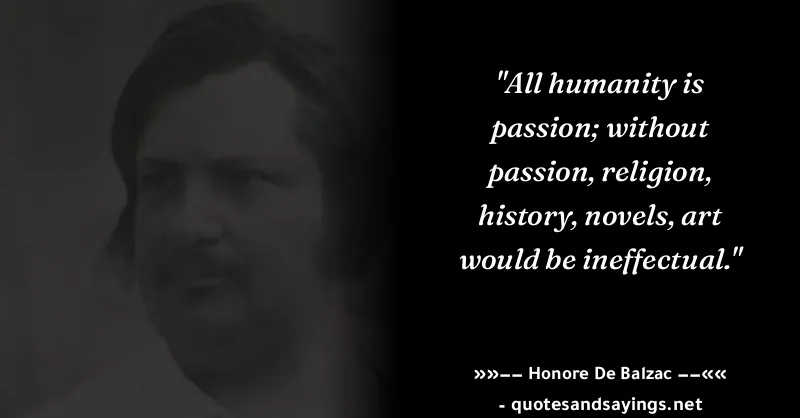 "All humanity is
passion; without
passion, religion,
history, novels, art
would be ineffectual."
»»–– Honore De Balzac ––««
- quotesandsayings.net